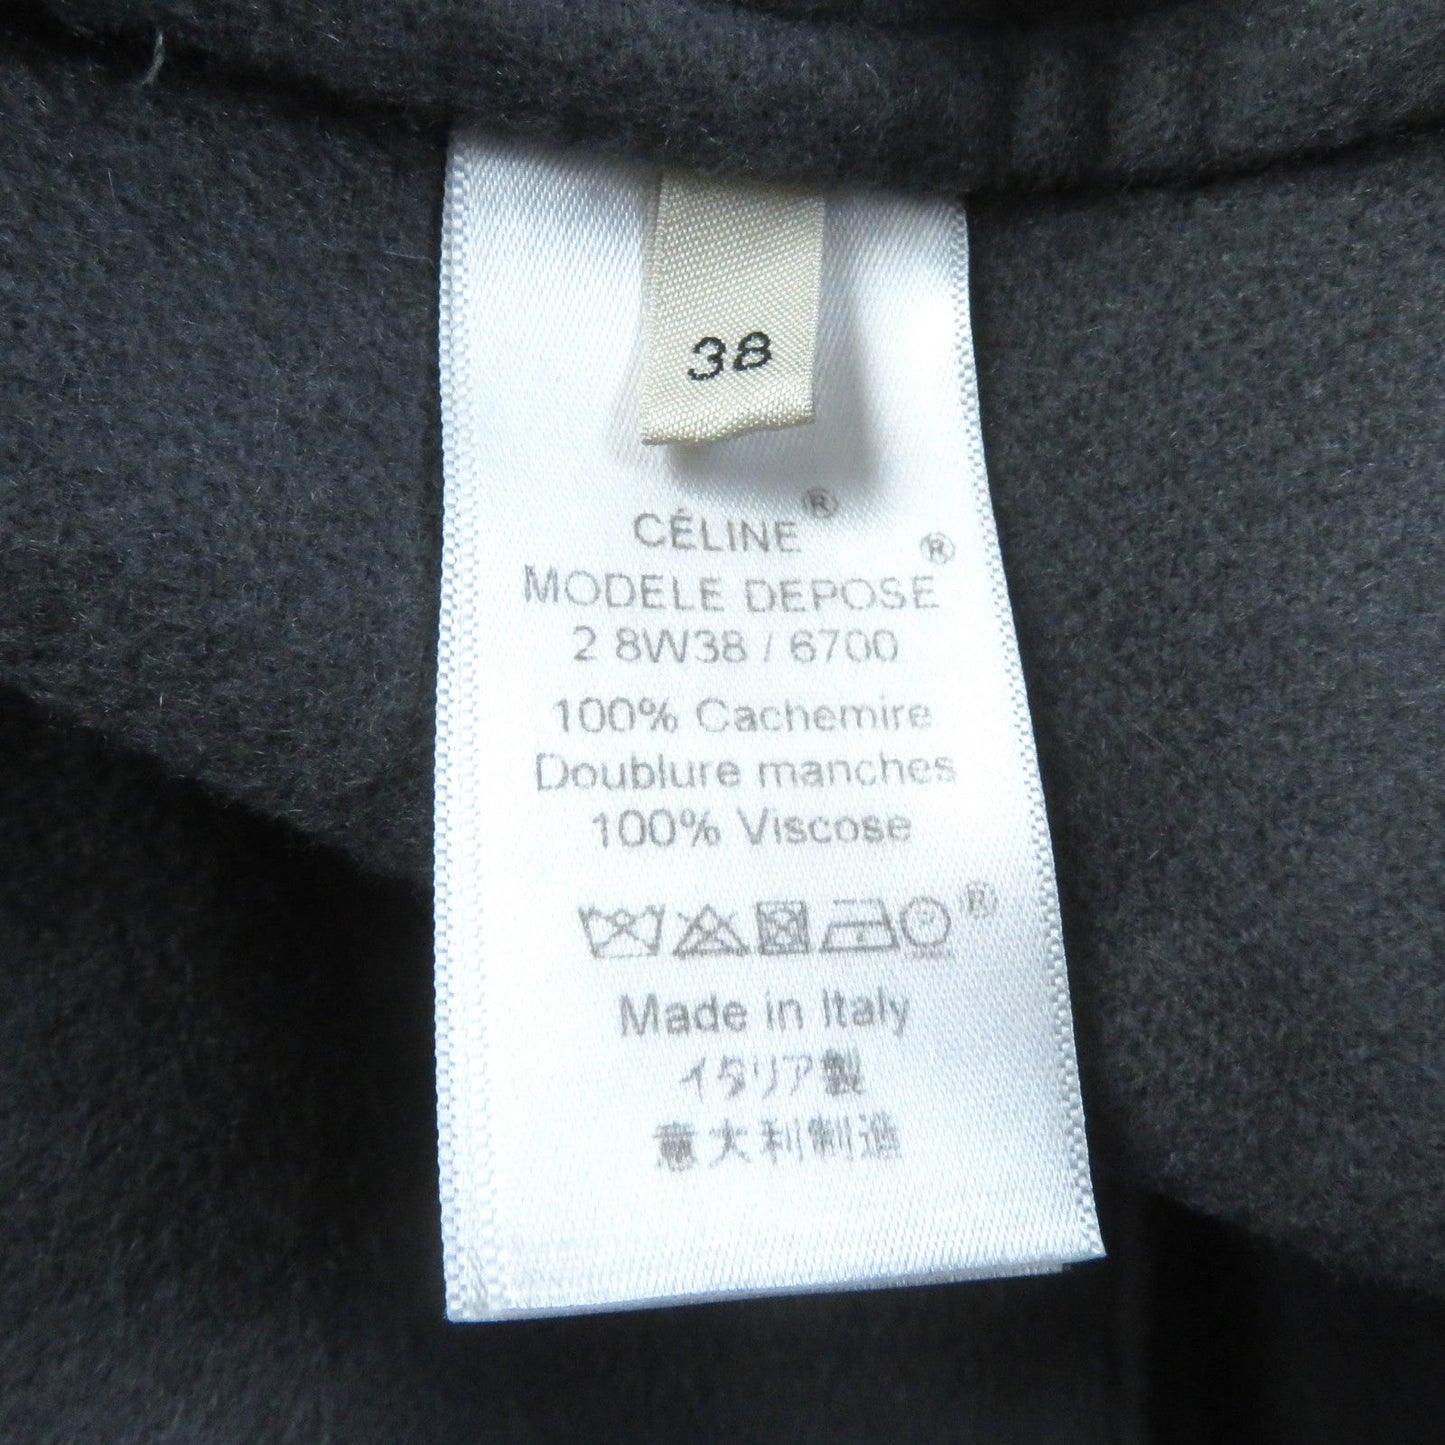 38
CÉLINE®
MODELE DEPOSE®
2 8W38 / 6700
100% Cachemire
Doublure manches
100% Viscose
®
Made in Italy
イタリア製
意大利制造